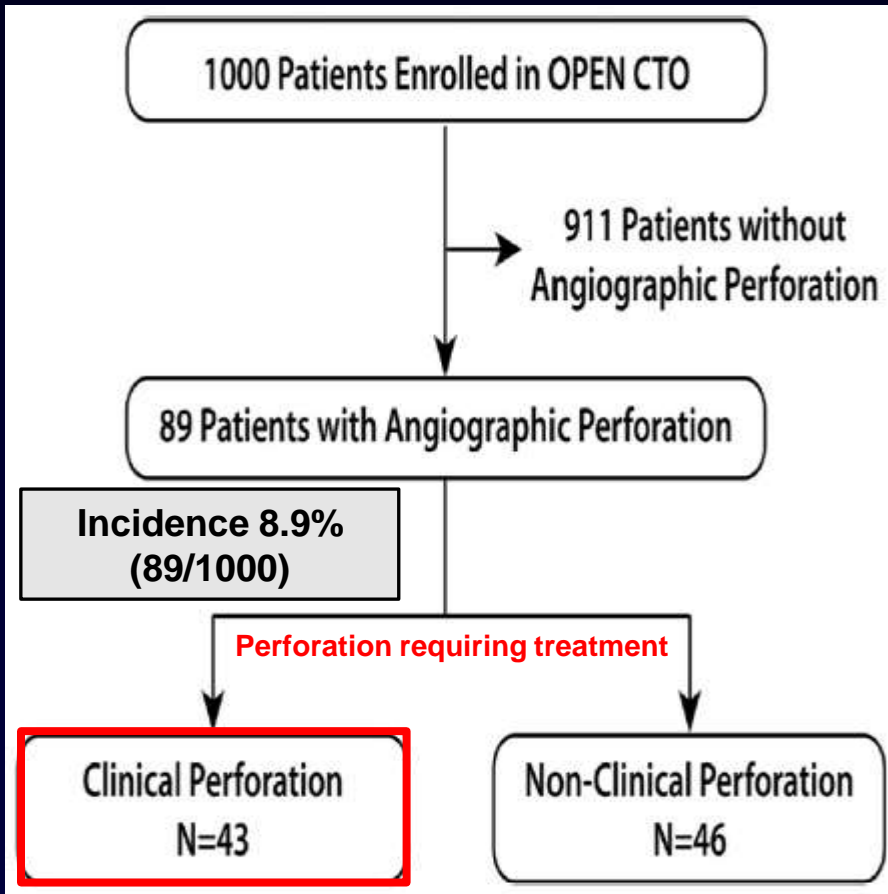 1000 Patients Enrolled in OPEN CTO
911 Patients without
Angiographic Perforation
89 Patients with Angiographic Perforation
Incidence 8.9%
(89/1000)
Perforation requiring treatment
Clinical Perforation
N=43
Non-Clinical Perforation
N=46